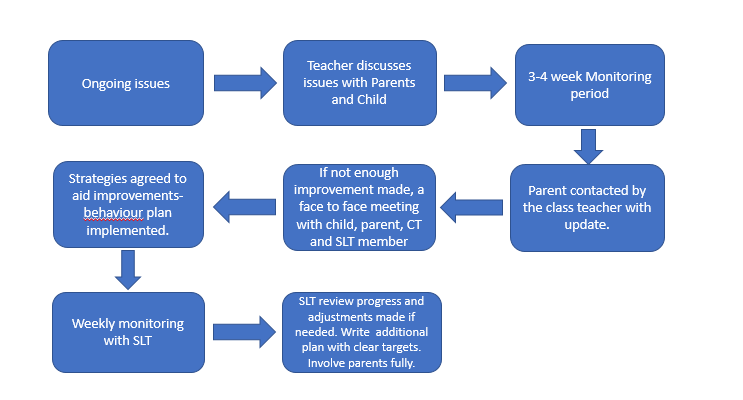 Ongoing issues
Teacher discusses
issues with Parents
and Child
3-4 week Monitoring
period
Parent contacted by
the class teacher with
update.
If not enough
improvement made, a
face to face meeting
with child, parent, CT
and SLT member
Strategies agreed to
aid improvements-
behaviour plan
implemented.
Weekly monitoring
with SLT
SLT review progress and
adjustments made if
needed. Write  additional
plan with clear targets.
Involve parents fully.